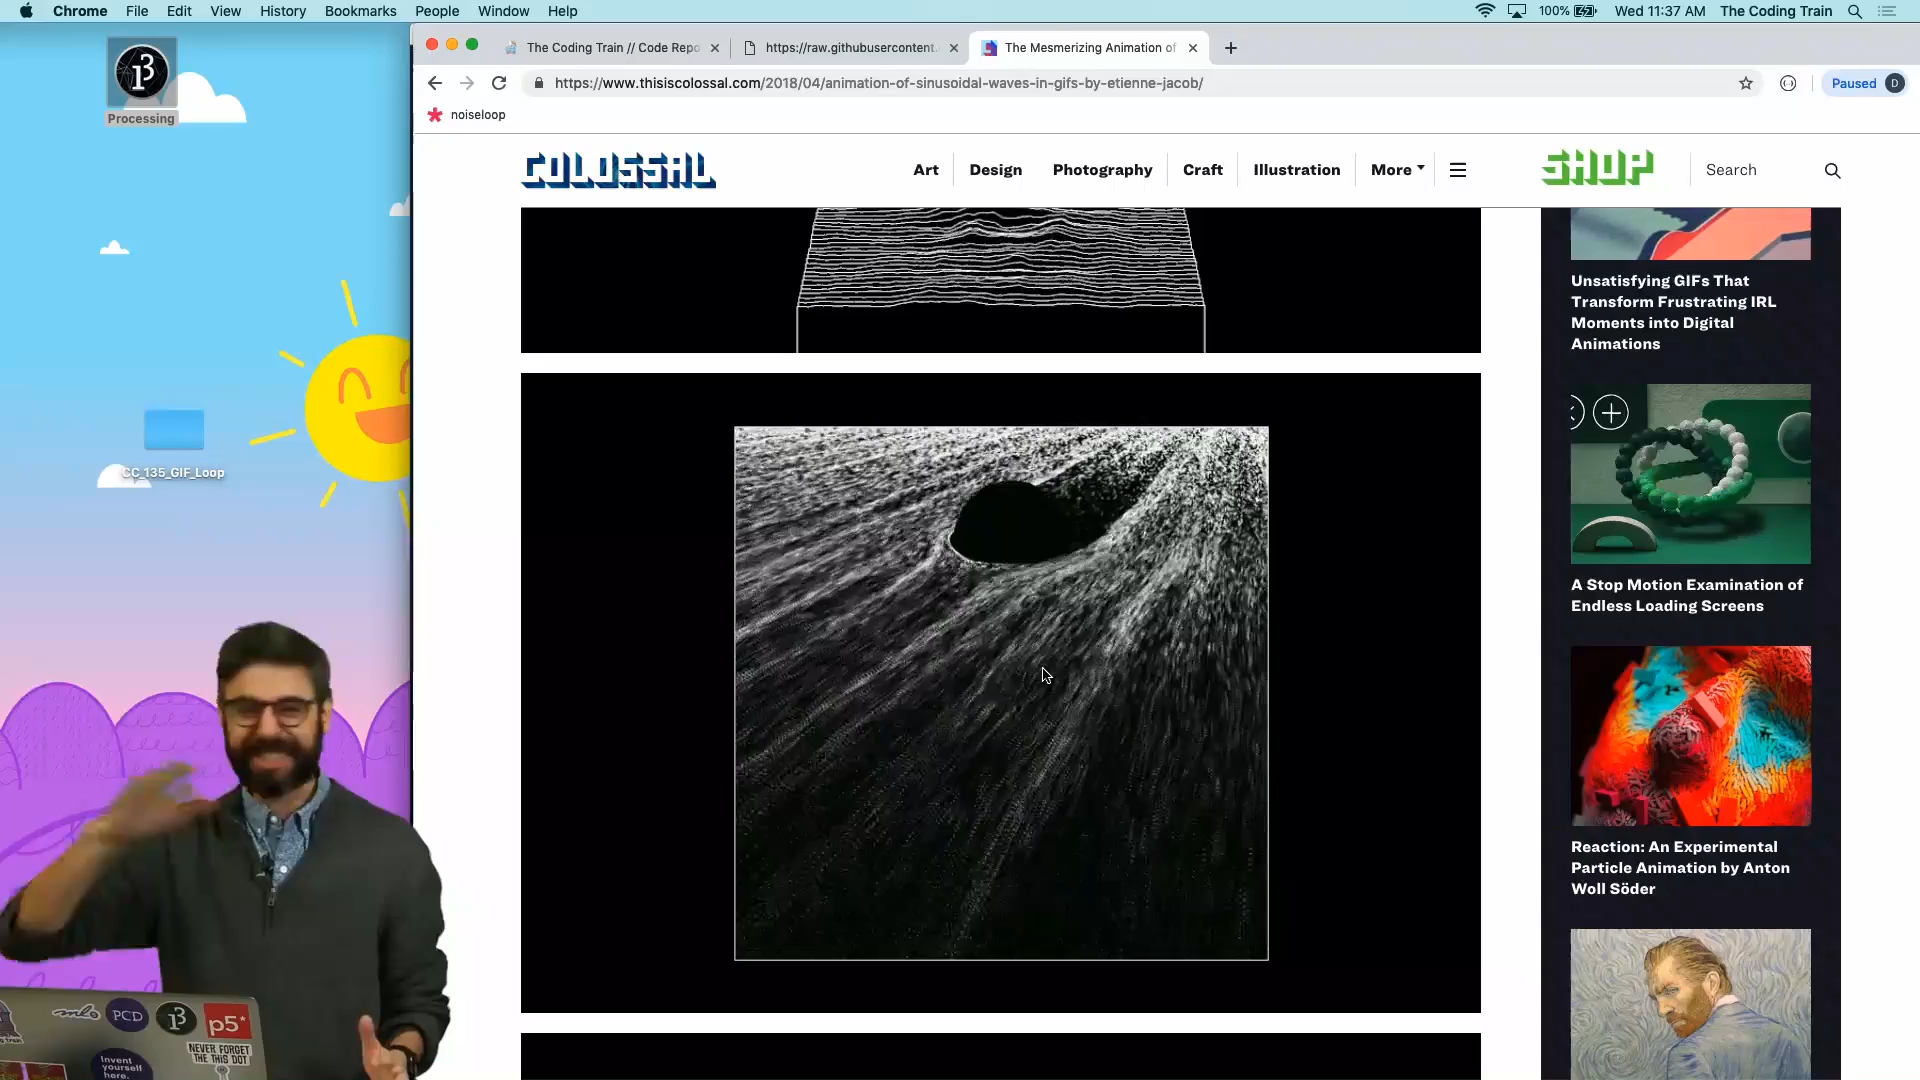 Chrome File Edit View History Bookmarks People Window Help
100% Wed 11:37 AM The Coding Train
The Coding Train // Code Repo
https://raw.githubusercontent.
The Mesmerizing Animation of
https://www.thisiscolossal.com/2018/04/animation-of-sinusoidal-waves-in-gifs-by-etienne-jacob/
Paused D
noiseloop
Processing
COLOSSAL
Art Design Photography Craft Illustration More
SHOP
Search
Unsatisfying GIFs That
Transform Frustrating IRL
Moments into Digital
Animations
CC_135_GIF_Loop
A Stop Motion Examination of
Endless Loading Screens
Reaction: An Experimental
Particle Animation by Anton
Woll Söder
PCD
p5*
NEVER FORGET
THE THIS DOT
Invent
yourself
here.